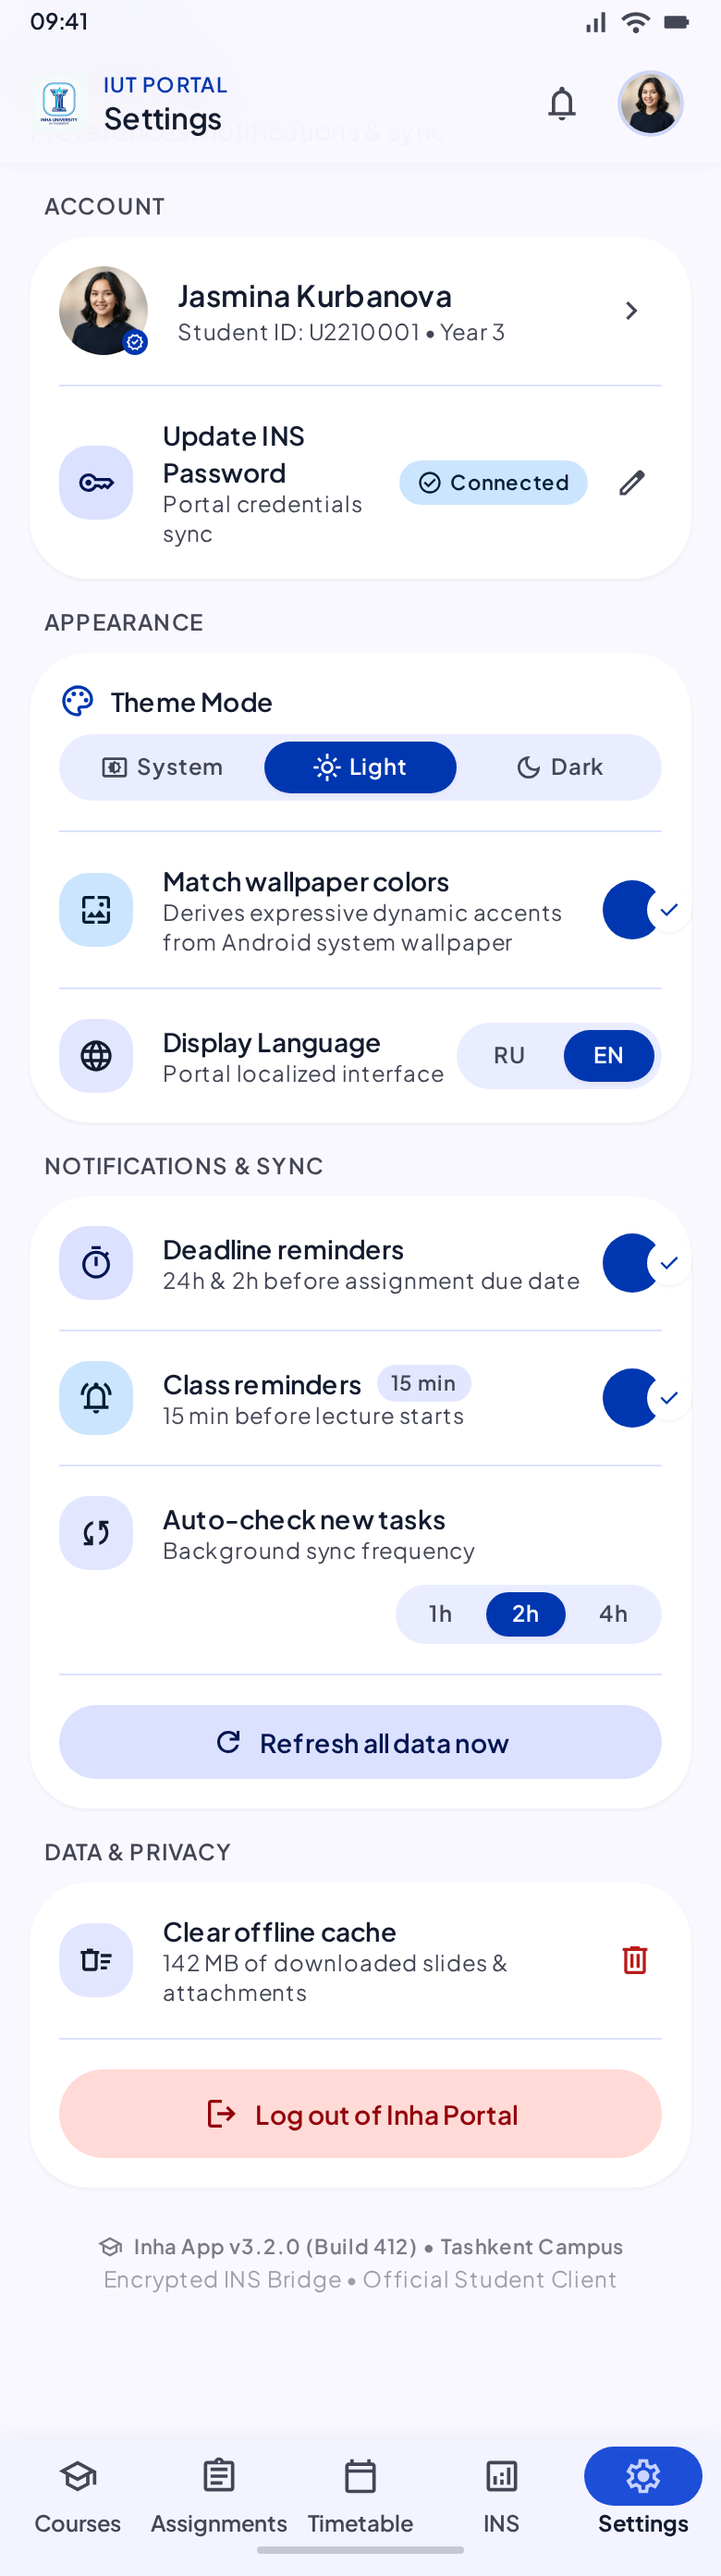 09:41
IUT PORTAL
Settings
notifications & sync
INHA UNIVERSITY
ACCOUNT
Jasmina Kurbanova
Student ID: U2210001 • Year 3
Update INS
Password
Portal credentials
sync
Connected
APPEARANCE
Theme Mode
System
Light
Dark
Match wallpaper colors
Derives expressive dynamic accents
from Android system wallpaper
Display Language
Portal localized interface
RU
EN
NOTIFICATIONS & SYNC
Deadline reminders
24h & 2h before assignment due date
Class reminders
15 min
15 min before lecture starts
Auto-check new tasks
Background sync frequency
1h
2h
4h
Refresh all data now
DATA & PRIVACY
Clear offline cache
142 MB of downloaded slides &
attachments
Log out of Inha Portal
Inha App v3.2.0 (Build 412) • Tashkent Campus
Encrypted INS Bridge • Official Student Client
Courses
Assignments
Timetable
INS
Settings